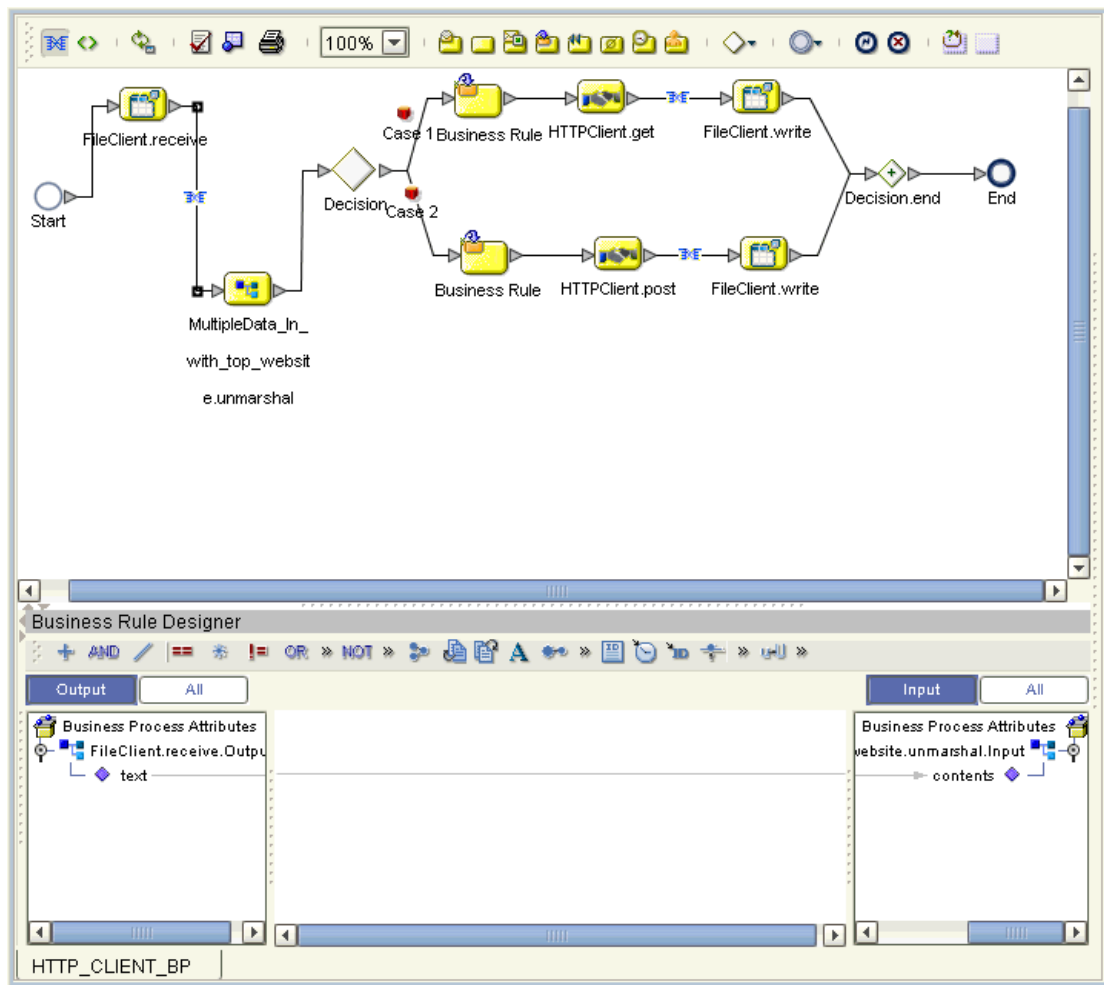 100%
FileClient.receive
Case 1
Business Rule
HTTPClient.get
FileClient.write
Start
Decision
Case 2
Decision.end
End
Business Rule
HTTPClient.post
FileClient.write
MultipleData_In_
with_top_websit
e.unmarshal
Business Rule Designer
AND
==
!=
OR
NOT
A
Output
All
Input
All
Business Process Attributes
Business Process Attributes
FileClient.receive.Outpu
website.unmarshal.Input
text
contents
HTTP_CLIENT_BP